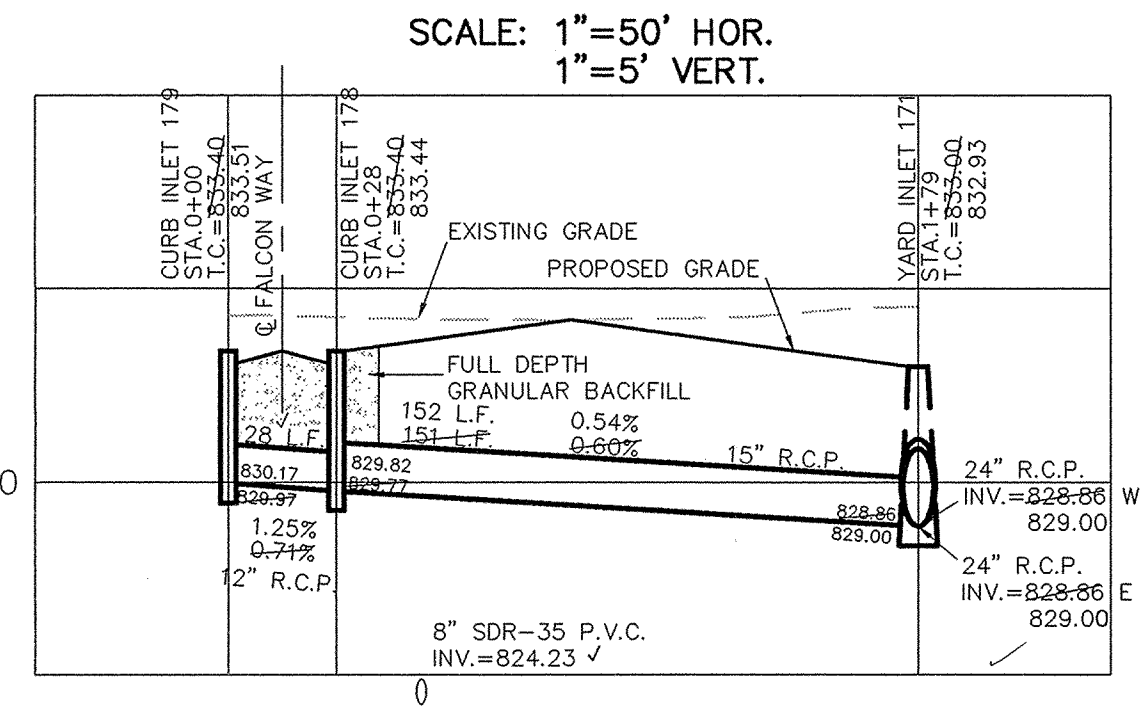 SCALE: 1"=50' HOR.
1"=5' VERT.
CURB INLET 179
STA.0+00
T.C.=833.40
833.51
℄ FALCON WAY
CURB INLET 178
STA.0+28
T.C.=833.40
833.44
YARD INLET 171
STA.1+79
T.C.=833.00
832.93
EXISTING GRADE
PROPOSED GRADE
FULL DEPTH
GRANULAR BACKFILL
28 L.F.
152 L.F.
151 L.F.
0.54%
0.60%
15" R.C.P.
830.17
829.97
829.82
829.77
1.25%
0.71%
12" R.C.P.
828.86
829.00
24" R.C.P.
INV.=828.86 W
829.00
24" R.C.P.
INV.=828.86 E
829.00
8" SDR-35 P.V.C.
INV.=824.23 ✓
0
0